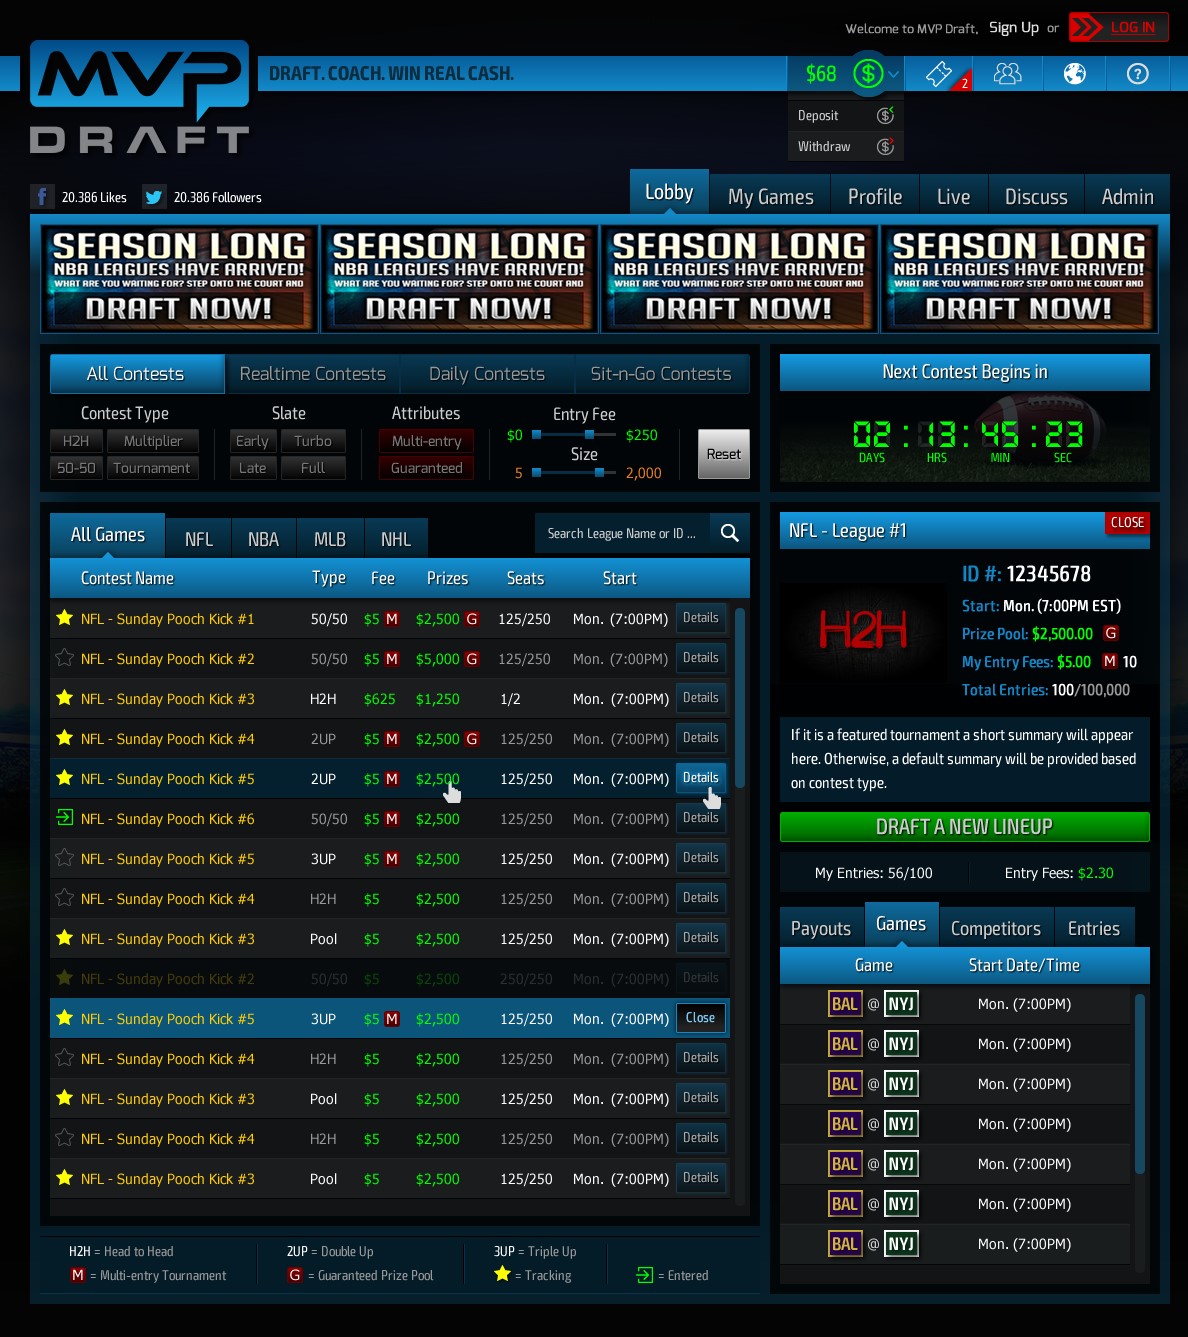 Welcome to MVP Draft, Sign Up or LOG IN
MVP
DRAFT
DRAFT. COACH. WIN REAL CASH.
$68
2
?
Deposit
Withdraw
20.386 Likes
20.386 Followers
Lobby My Games Profile Live Discuss Admin
SEASON LONG
NBA LEAGUES HAVE ARRIVED!
WHAT ARE YOU WAITING FOR? STEP ONTO THE COURT AND
DRAFT NOW!
SEASON LONG
NBA LEAGUES HAVE ARRIVED!
WHAT ARE YOU WAITING FOR? STEP ONTO THE COURT AND
DRAFT NOW!
SEASON LONG
NBA LEAGUES HAVE ARRIVED!
WHAT ARE YOU WAITING FOR? STEP ONTO THE COURT AND
DRAFT NOW!
SEASON LONG
NBA LEAGUES HAVE ARRIVED!
WHAT ARE YOU WAITING FOR? STEP ONTO THE COURT AND
DRAFT NOW!
All Contests Realtime Contests Daily Contests Sit-n-Go Contests
Contest Type Slate Attributes Entry Fee
H2H Multiplier Early Turbo Multi-entry $0 $250
Size
50-50 Tournament Late Full Guaranteed 5 2,000
Reset
Next Contest Begins in
02 : 13 : 45 : 23
DAYS HRS MIN SEC
All Games NFL NBA MLB NHL Search League Name or ID ...
Contest Name Type Fee Prizes Seats Start
NFL - Sunday Pooch Kick #1 50/50 $5 M $2,500 G 125/250 Mon. (7:00PM) Details
NFL - Sunday Pooch Kick #2 50/50 $5 M $5,000 G 125/250 Mon. (7:00PM) Details
NFL - Sunday Pooch Kick #3 H2H $625 $1,250 1/2 Mon. (7:00PM) Details
NFL - Sunday Pooch Kick #4 2UP $5 M $2,500 G 125/250 Mon. (7:00PM) Details
NFL - Sunday Pooch Kick #5 2UP $5 M $2,500 125/250 Mon. (7:00PM) Details
NFL - Sunday Pooch Kick #6 50/50 $5 M $2,500 125/250 Mon. (7:00PM) Details
NFL - Sunday Pooch Kick #5 3UP $5 M $2,500 125/250 Mon. (7:00PM) Details
NFL - Sunday Pooch Kick #4 H2H $5 $2,500 125/250 Mon. (7:00PM) Details
NFL - Sunday Pooch Kick #3 Pool $5 $2,500 125/250 Mon. (7:00PM) Details
NFL - Sunday Pooch Kick #2 50/50 $5 $2,500 250/250 Mon. (7:00PM) Details
NFL - Sunday Pooch Kick #5 3UP $5 M $2,500 125/250 Mon. (7:00PM) Close
NFL - Sunday Pooch Kick #4 H2H $5 $2,500 125/250 Mon. (7:00PM) Details
NFL - Sunday Pooch Kick #3 Pool $5 $2,500 125/250 Mon. (7:00PM) Details
NFL - Sunday Pooch Kick #4 H2H $5 $2,500 125/250 Mon. (7:00PM) Details
NFL - Sunday Pooch Kick #3 Pool $5 $2,500 125/250 Mon. (7:00PM) Details
H2H = Head to Head 2UP = Double Up 3UP = Triple Up
M = Multi-entry Tournament G = Guaranteed Prize Pool = Tracking = Entered
NFL - League #1 CLOSE
H2H
ID #: 12345678
Start: Mon. (7:00PM EST)
Prize Pool: $2,500.00 G
My Entry Fees: $5.00 M 10
Total Entries: 100/100,000
If it is a featured tournament a short summary will appear
here. Otherwise, a default summary will be provided based
on contest type.
DRAFT A NEW LINEUP
My Entries: 56/100 Entry Fees: $2.30
Payouts Games Competitors Entries
Game Start Date/Time
BAL @ NYJ Mon. (7:00PM)
BAL @ NYJ Mon. (7:00PM)
BAL @ NYJ Mon. (7:00PM)
BAL @ NYJ Mon. (7:00PM)
BAL @ NYJ Mon. (7:00PM)
BAL @ NYJ Mon. (7:00PM)
BAL @ NYJ Mon. (7:00PM)